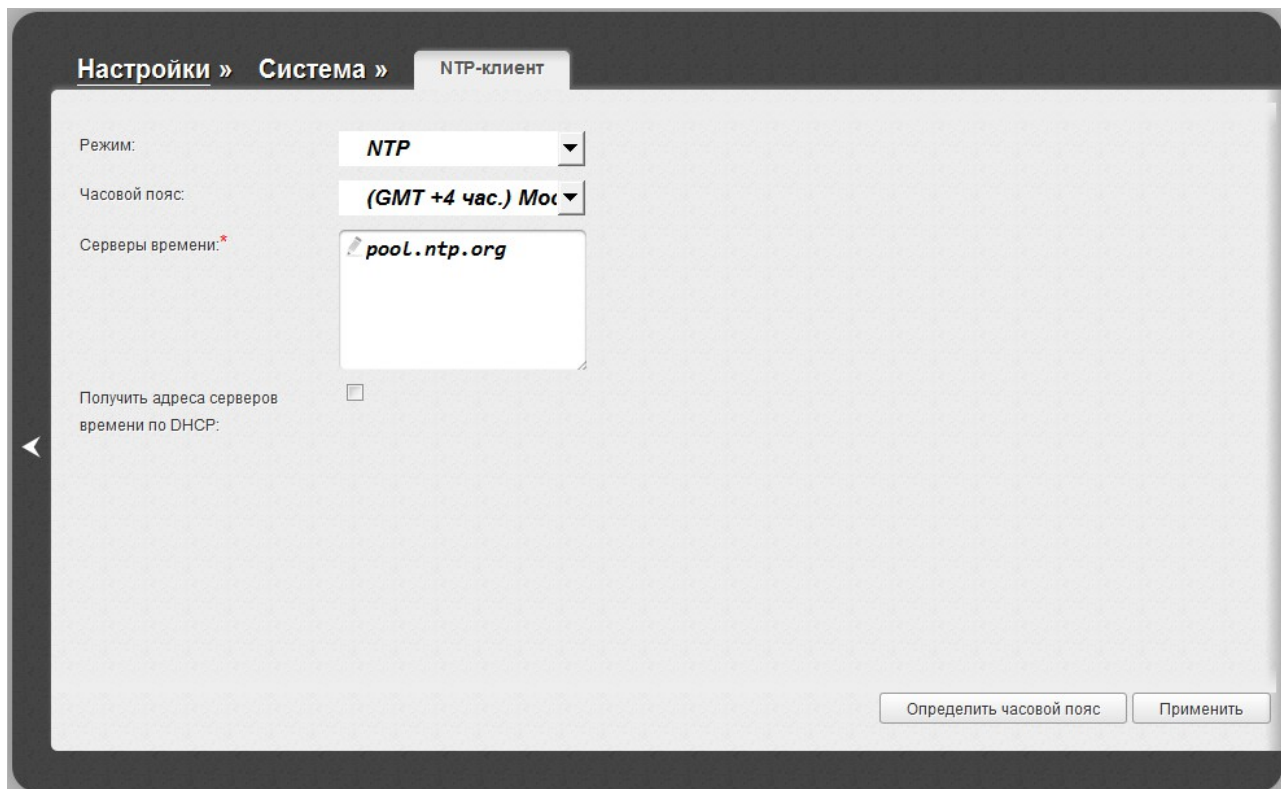 Настройки » Система » NTP-клиент
Режим: NTP
Часовой пояс: (GMT +4 час.) Мос
Серверы времени:* pool.ntp.org
Получить адреса серверов
времени по DHCP:
Определить часовой пояс Применить